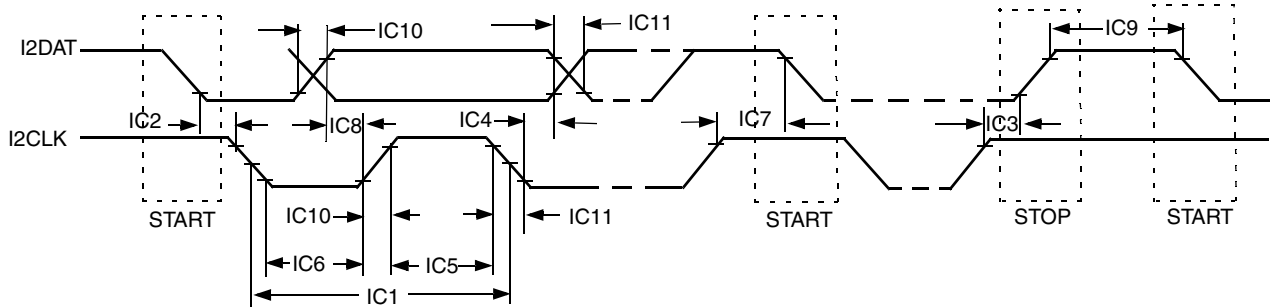 IC10 IC11 IC9
I2DAT
IC2 IC8 IC4 IC7 IC3
I2CLK
START IC10 IC11 START STOP START
IC6 IC5
IC1